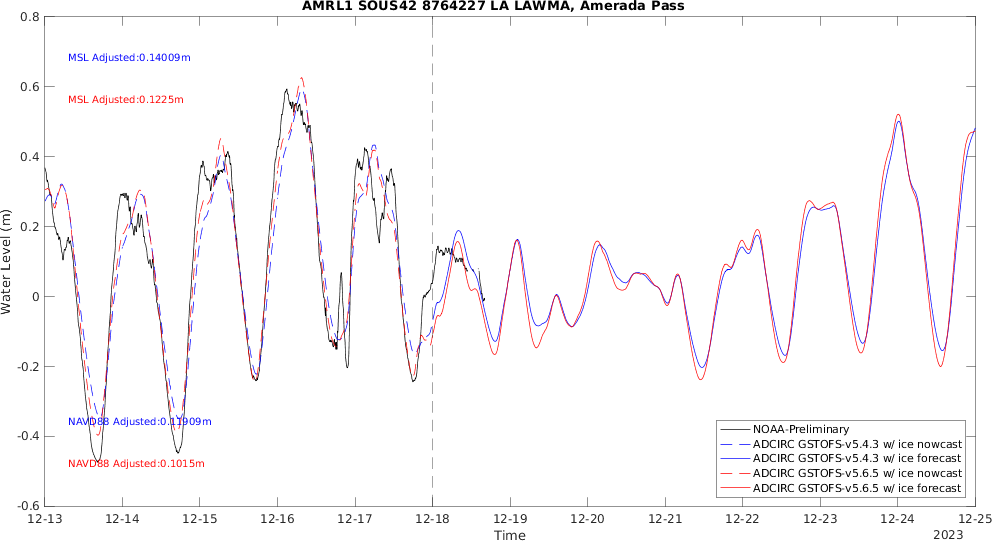 AMRL1 SOUS42 8764227 LA LAWMA, Amerada Pass
MSL Adjusted:0.14009m
MSL Adjusted:0.1225m
NAVD88 Adjusted:0.11909m
NAVD88 Adjusted:0.1015m
Water Level (m)
0.8
0.6
0.4
0.2
0
-0.2
-0.4
-0.6
NOAA-Preliminary
ADCIRC GSTOFS-v5.4.3 w/ ice nowcast
ADCIRC GSTOFS-v5.4.3 w/ ice forecast
ADCIRC GSTOFS-v5.6.5 w/ ice nowcast
ADCIRC GSTOFS-v5.6.5 w/ ice forecast
12-13 12-14 12-15 12-16 12-17 12-18 12-19 12-20 12-21 12-22 12-23 12-24 12-25
Time
2023